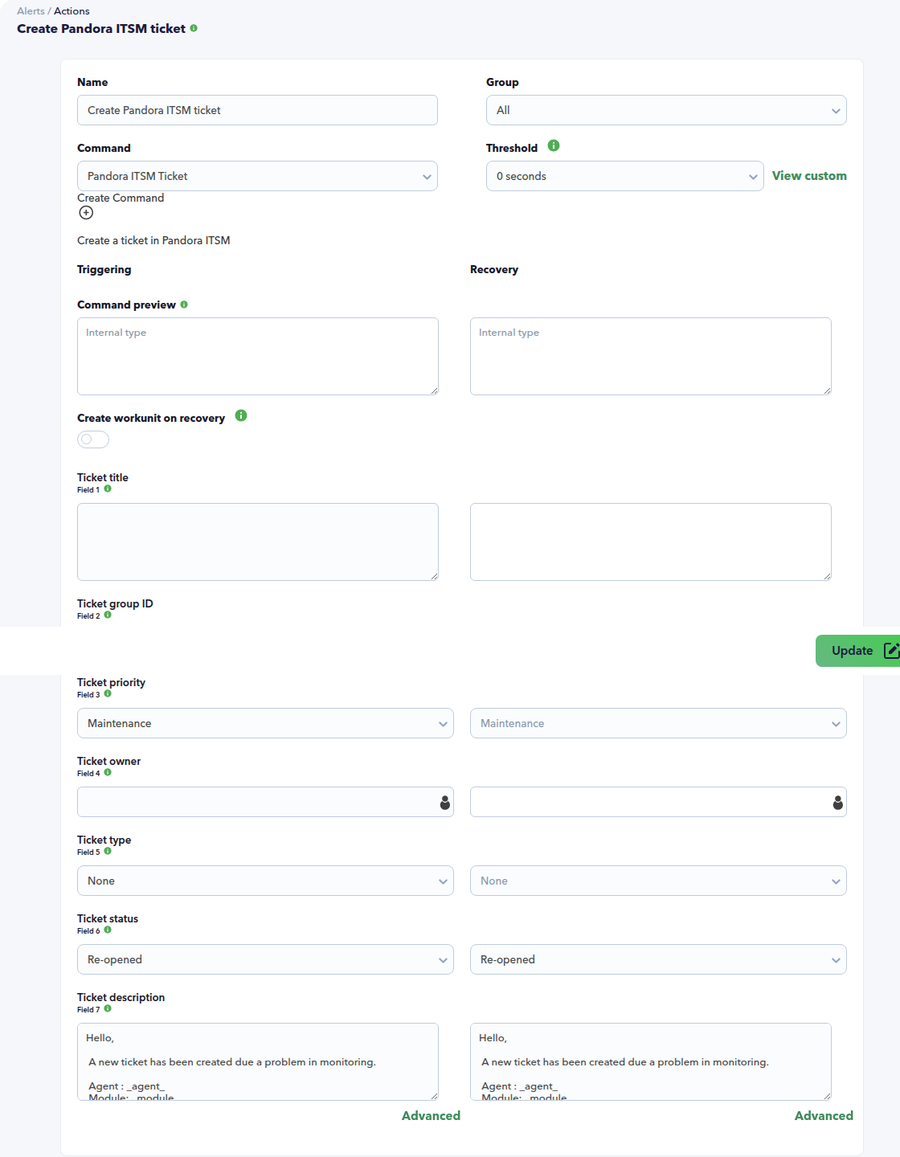 Alerts / Actions
Create Pandora ITSM ticket
Name
Group
Create Pandora ITSM ticket
All
Command
Threshold
Pandora ITSM Ticket
0 seconds
View custom
Create Command
Create a ticket in Pandora ITSM
Triggering
Recovery
Command preview
Internal type
Internal type
Create workunit on recovery
Ticket title
Field 1
Ticket group ID
Field 2
Update
Ticket priority
Field 3
Maintenance
Maintenance
Ticket owner
Field 4
Ticket type
Field 5
None
None
Ticket status
Field 6
Re-opened
Re-opened
Ticket description
Field 7
Hello,
A new ticket has been created due a problem in monitoring.
Agent : _agent_
Module: _module_
Hello,
A new ticket has been created due a problem in monitoring.
Agent : _agent_
Module: _module_
Advanced
Advanced